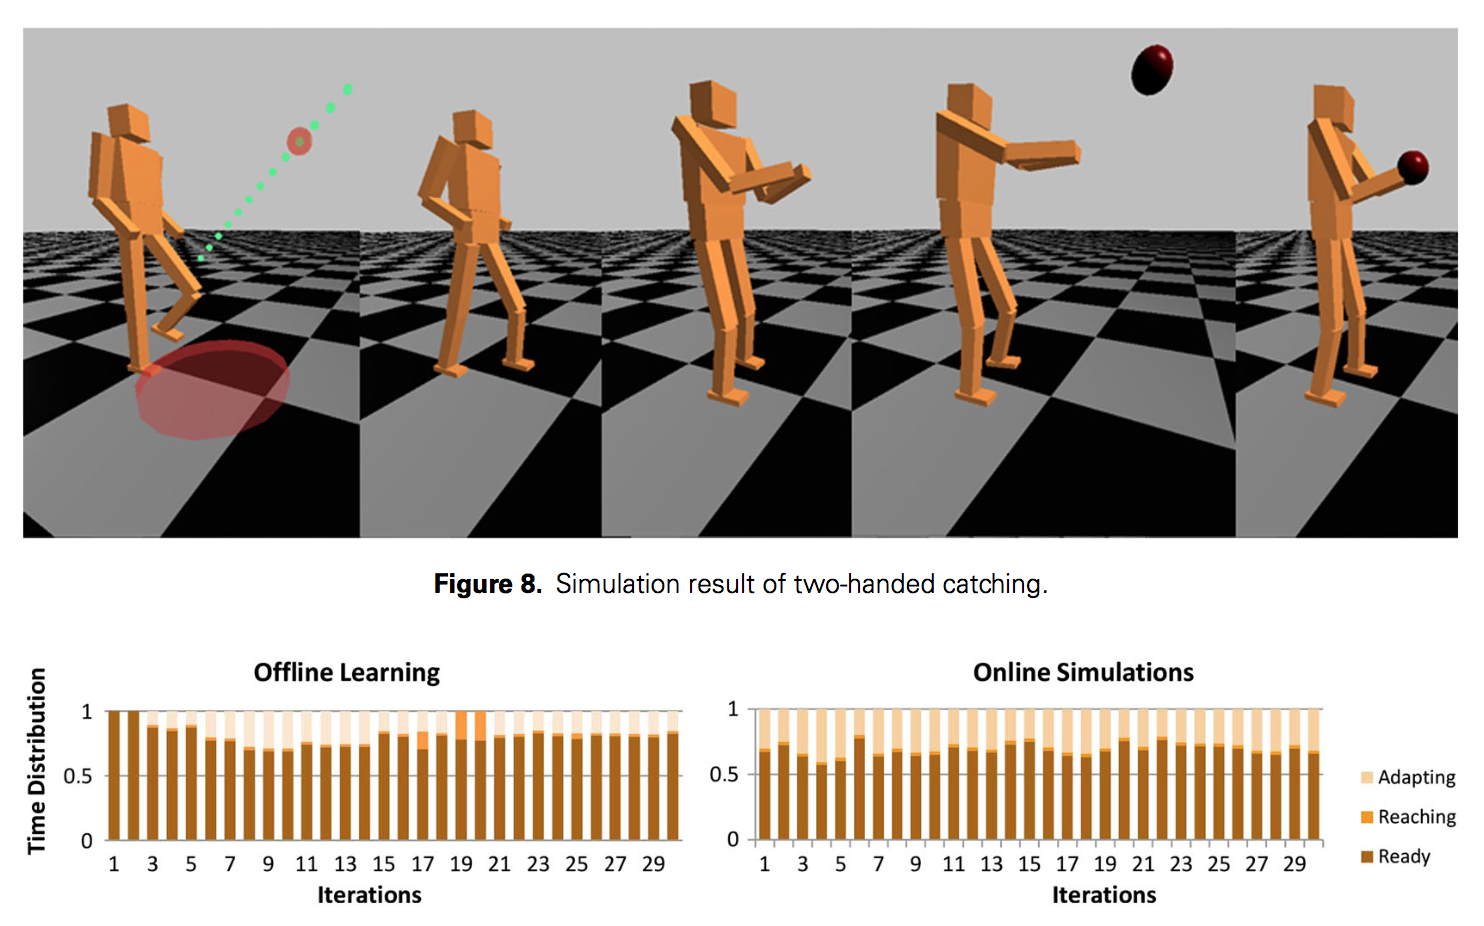 Figure 8. Simulation result of two-handed catching.
Offline Learning
Time Distribution
1
0.5
0
1 3 5 7 9 11 13 15 17 19 21 23 25 27 29
Iterations
Online Simulations
1
0.5
0
1 3 5 7 9 11 13 15 17 19 21 23 25 27 29
Iterations
Adapting
Reaching
Ready